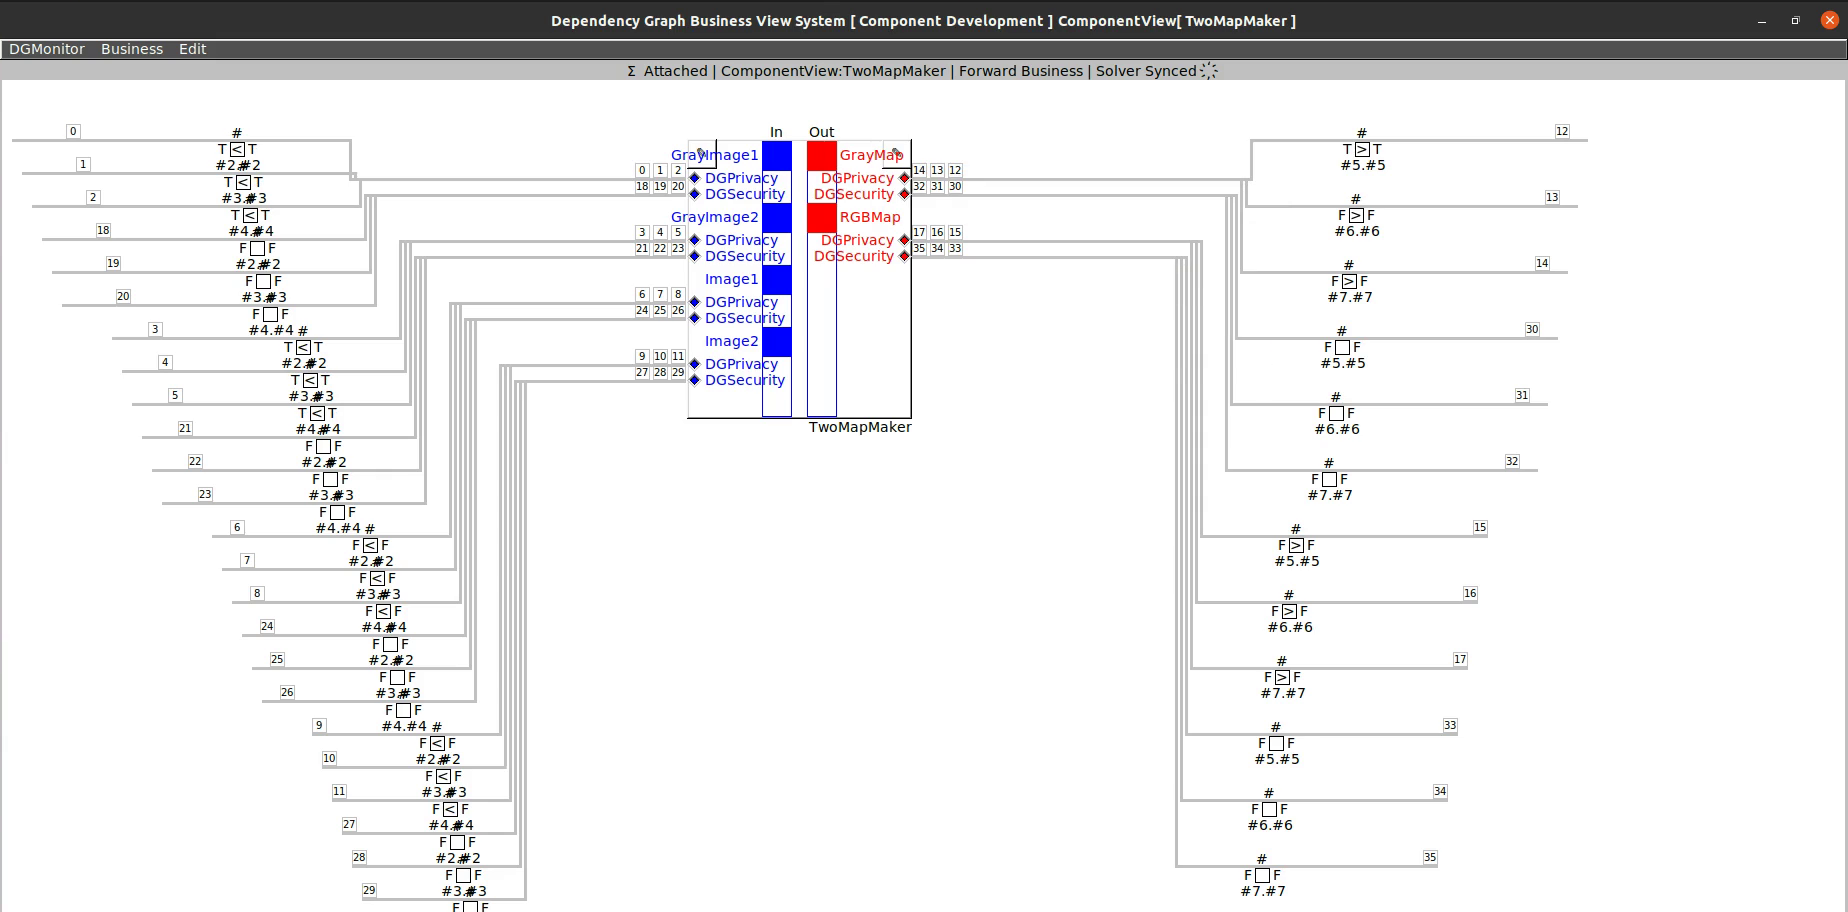 Dependency Graph Business View System [ Component Development ] ComponentView[ TwoMapMaker ]
DGMonitor Business Edit
Σ Attached | ComponentView:TwoMapMaker | Forward Business | Solver Synced
In Out
GrayImage1 GrayMap
0 1 2 DGPrivacy DGPrivacy 14 13 12
18 19 20 DGSecurity DGSecurity 32 31 30
GrayImage2 RGBMap
3 4 5 DGPrivacy DGPrivacy 17 16 15
21 22 23 DGSecurity DGSecurity 35 34 33
Image1
6 7 8 DGPrivacy
24 25 26 DGSecurity
Image2
9 10 11 DGPrivacy
27 28 29 DGSecurity
TwoMapMaker
0 #
T < T
#2.#2
1 #
T < T
#3.#3
2 #
T < T
#4.#4
18 #
F F
#2.#2
19 #
F F
#3.#3
20 #
F F
#4.#4
3 #
T < T
#2.#2
4 #
T < T
#3.#3
5 #
T < T
#4.#4
21 #
F F
#2.#2
22 #
F F
#3.#3
23 #
F F
#4.#4
6 #
F < F
#2.#2
7 #
F < F
#3.#3
8 #
F < F
#4.#4
24 #
F F
#2.#2
25 #
F F
#3.#3
26 #
F F
#4.#4
9 #
F < F
#2.#2
10 #
F < F
#3.#3
11 #
F < F
#4.#4
27 #
F F
#2.#2
28 #
F F
#3.#3
29 #
F F
# 12
T > T
#5.#5
# 13
F > F
#6.#6
# 14
F > F
#7.#7
# 30
F F
#5.#5
# 31
F F
#6.#6
# 32
F F
#7.#7
# 15
F > F
#5.#5
# 16
F > F
#6.#6
# 17
F > F
#7.#7
# 33
F F
#5.#5
# 34
F F
#6.#6
# 35
F F
#7.#7